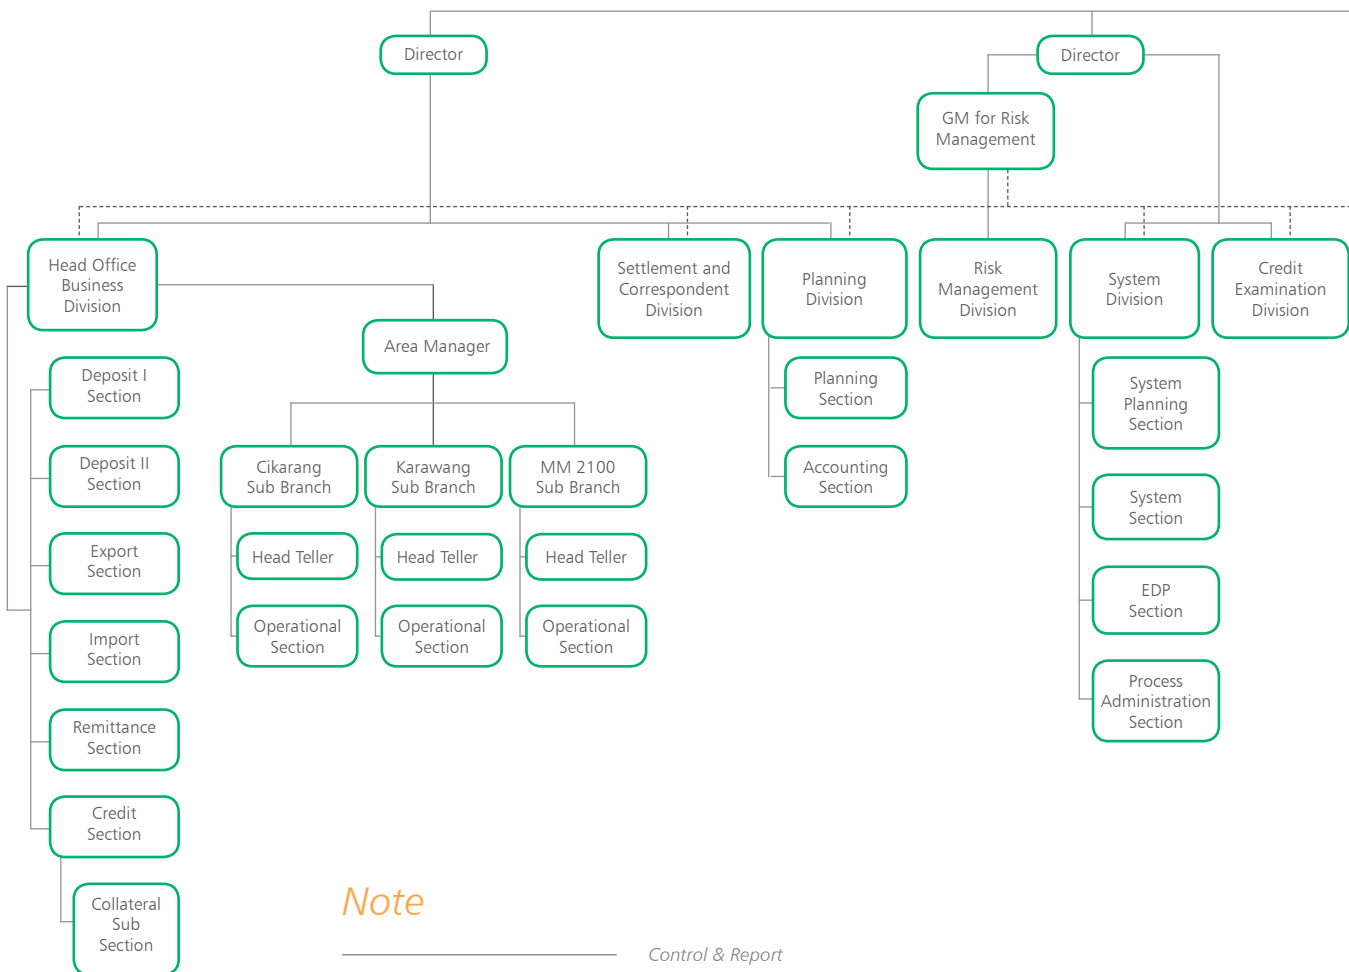 Director
Director
GM for Risk
Management
Head Office
Business
Division
Settlement and
Correspondent
Division
Planning
Division
Risk
Management
Division
System
Division
Credit
Examination
Division
Area Manager
Deposit I
Section
Deposit II
Section
Export
Section
Import
Section
Remittance
Section
Credit
Section
Collateral
Sub
Section
Cikarang
Sub Branch
Head Teller
Operational
Section
Karawang
Sub Branch
Head Teller
Operational
Section
MM 2100
Sub Branch
Head Teller
Operational
Section
Planning
Section
Accounting
Section
System
Planning
Section
System
Section
EDP
Section
Process
Administration
Section
Note
Control & Report